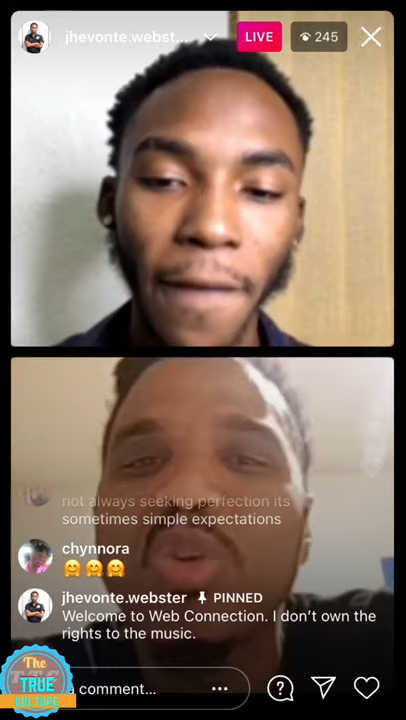 jhevonte.webst...
LIVE
245
not always seeking perfection its
sometimes simple expectations
chynnora
jhevonte.webster PINNED
Welcome to Web Connection. I don't own the
rights to the music.
a comment...
The
TRUE
CULTURE